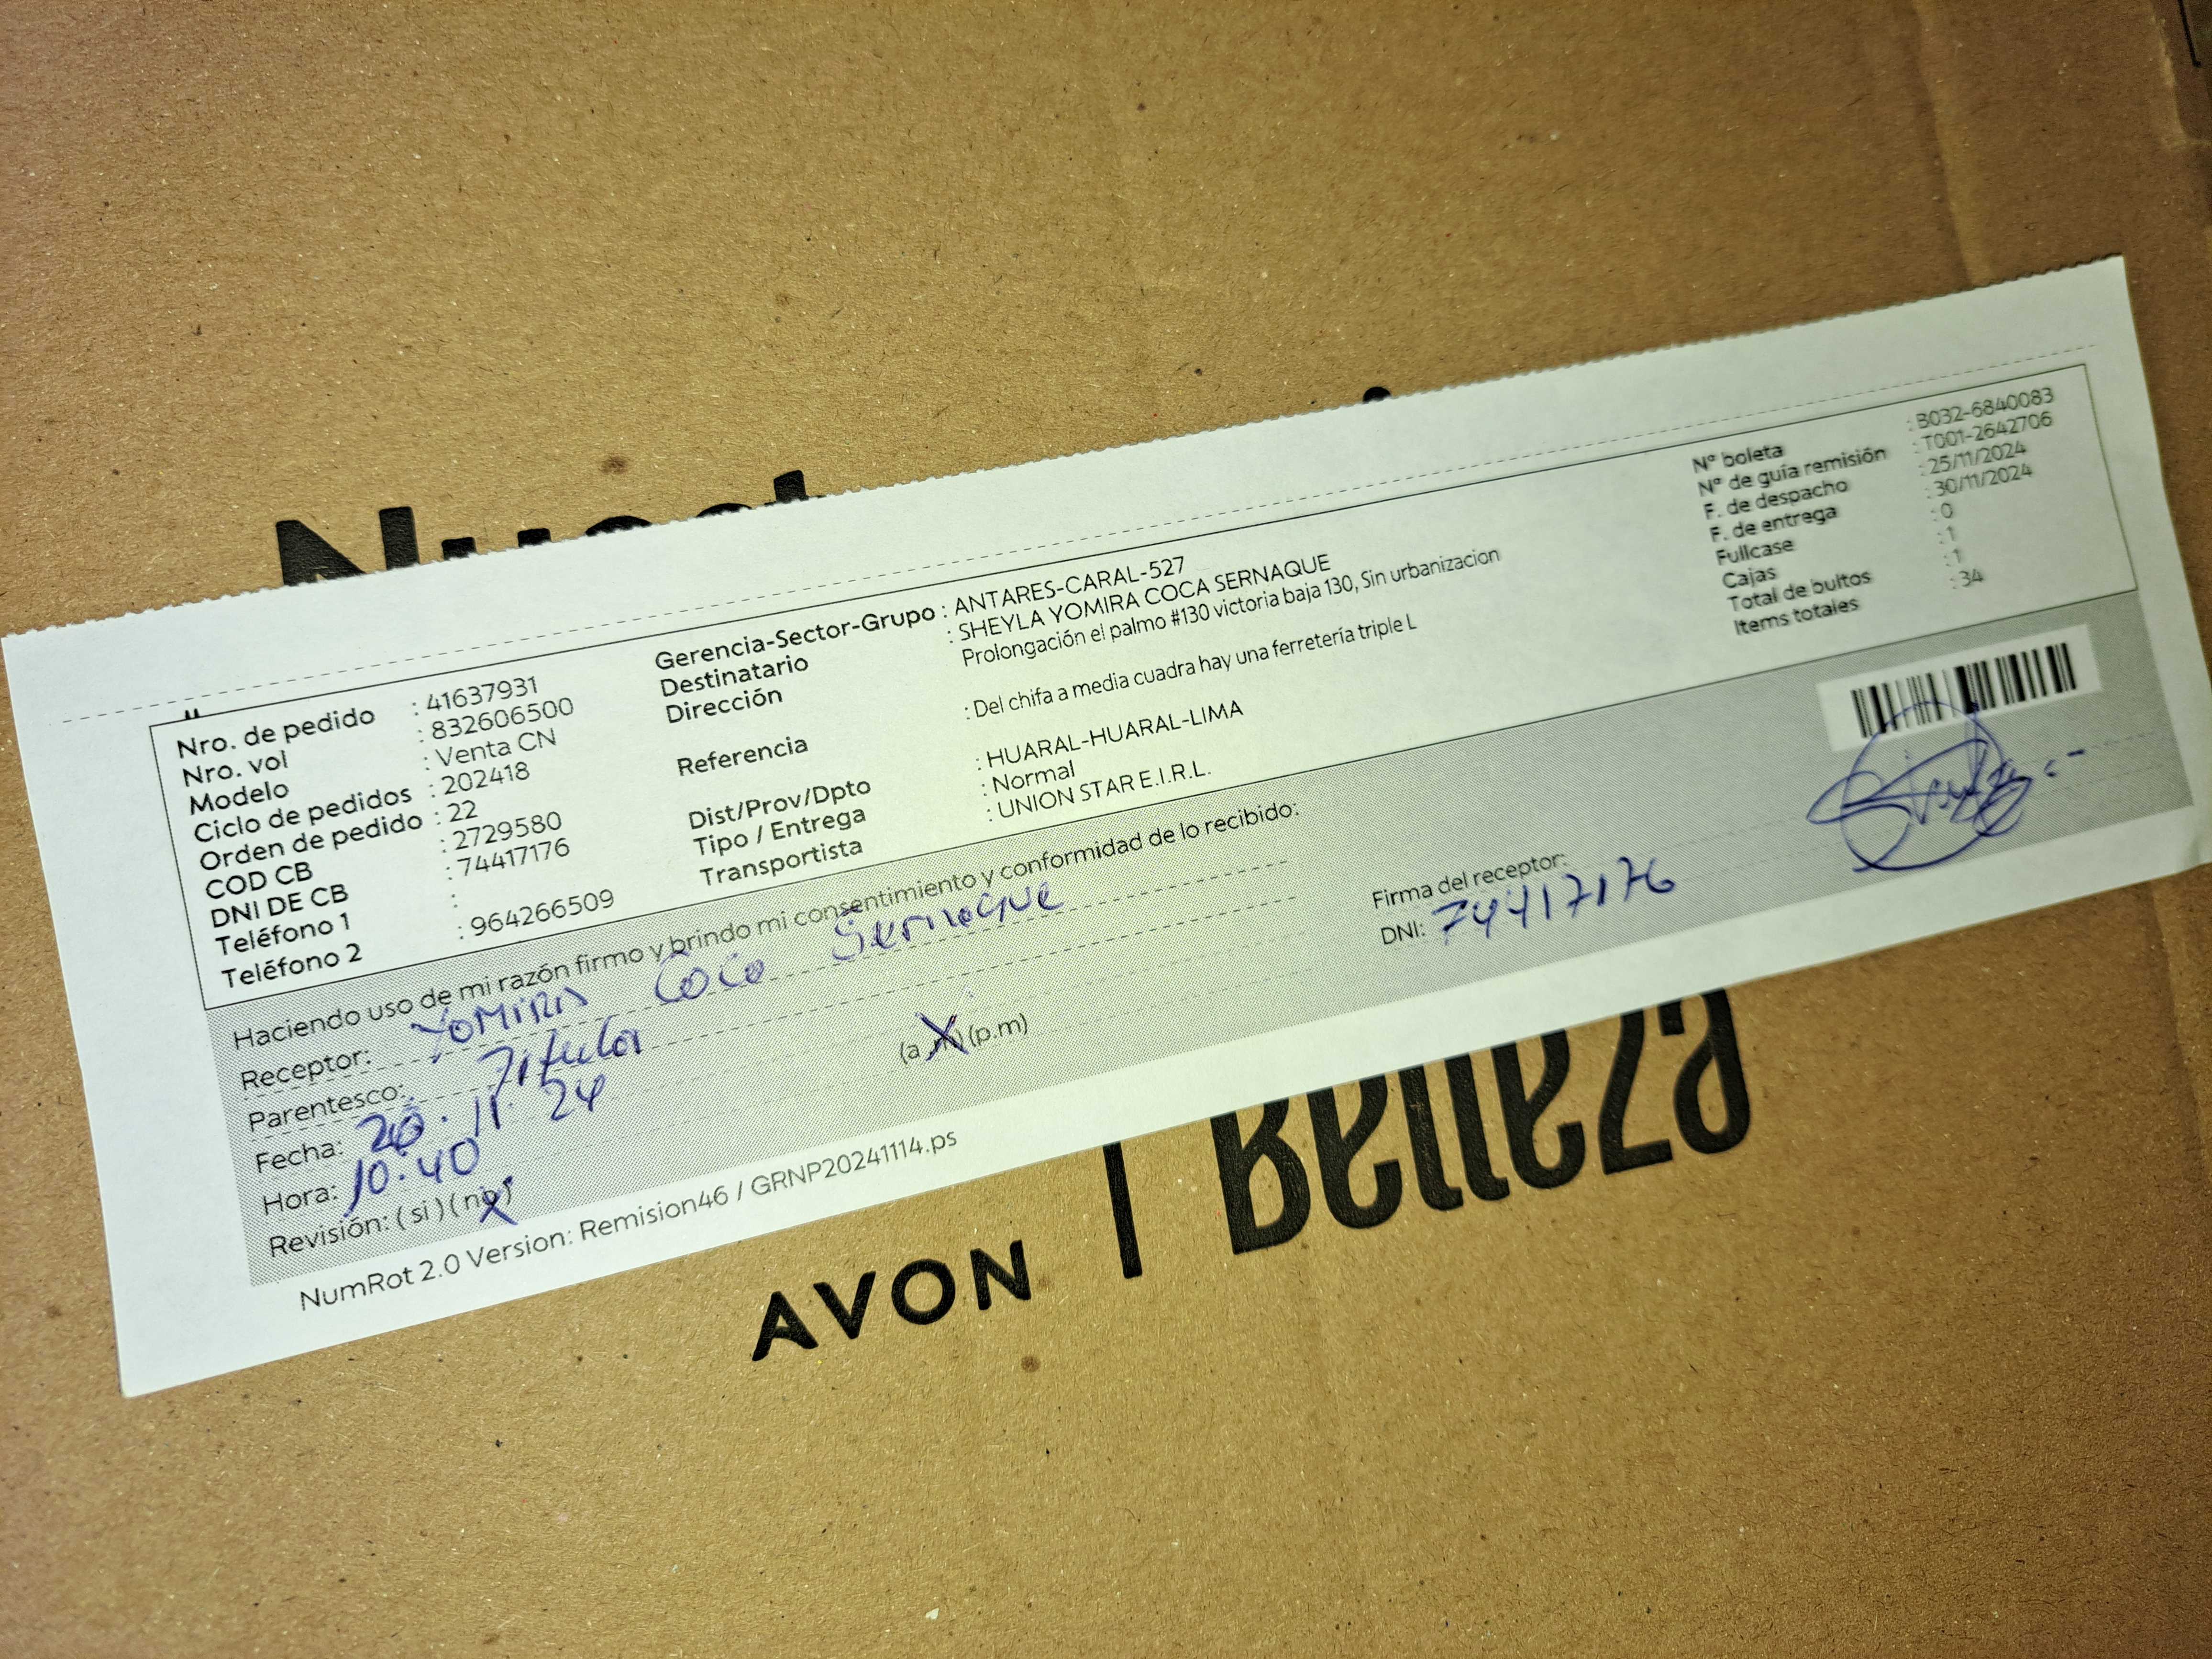 Nro. de pedido : 41637931
Nro. vol : 832606500
Modelo : Venta CN
Ciclo de pedidos : 202418
Orden de pedido : 22
COD CB : 2729580
DNI DE CB : 74417176
Teléfono 1 :
Teléfono 2 : 964266509
Gerencia-Sector-Grupo : ANTARES-CARAL-527
Destinatario : SHEYLA YOMIRA COCA SERNAQUE
Dirección Prolongación el palmo #130 victoria baja 130, Sin urbanizacion
Referencia : Del chifa a media cuadra hay una ferretería triple L
Dist/Prov/Dpto : HUARAL-HUARAL-LIMA
Tipo / Entrega : Normal
Transportista : UNION STAR E.I.R.L.
N° boleta : B032-6840083
N° de guía remisión : T001-2642706
F. de despacho : 25/11/2024
F. de entrega : 30/11/2024
Fullcase : 0
Cajas : 1
Total de bultos : 1
Items totales : 34
Haciendo uso de mi razón firmo y brindo mi consentimiento y conformidad de lo recibido:
Receptor: YOMIRA Coca Sernaque
Parentesco: Titular
Fecha: 11. 24
Hora: 10:40 (a.m) (p.m)
Revisión: ( si ) ( no )
Firma del receptor:
DNI: 74417176
NumRot 2.0 Version: Remision46 / GRNP20241114.ps
AVON | Belleza